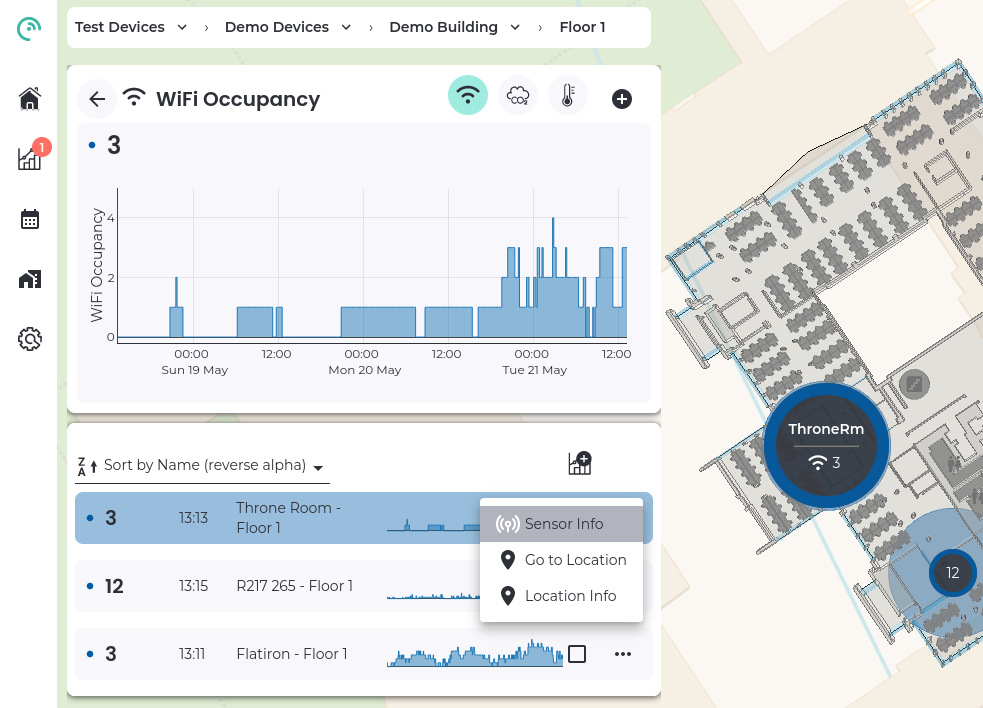 Test Devices › Demo Devices › Demo Building › Floor 1
1
WiFi Occupancy
CO2
3
WiFi Occupancy
4
2
0
00:00 12:00 00:00 12:00 00:00 12:00
Sun 19 May Mon 20 May Tue 21 May
Z
A
Sort by Name (reverse alpha)
3 13:13 Throne Room -
Floor 1
Sensor Info
Go to Location
Location Info
12 13:15 R217 265 - Floor 1
3 13:11 Flatiron - Floor 1
ThroneRm
3
12